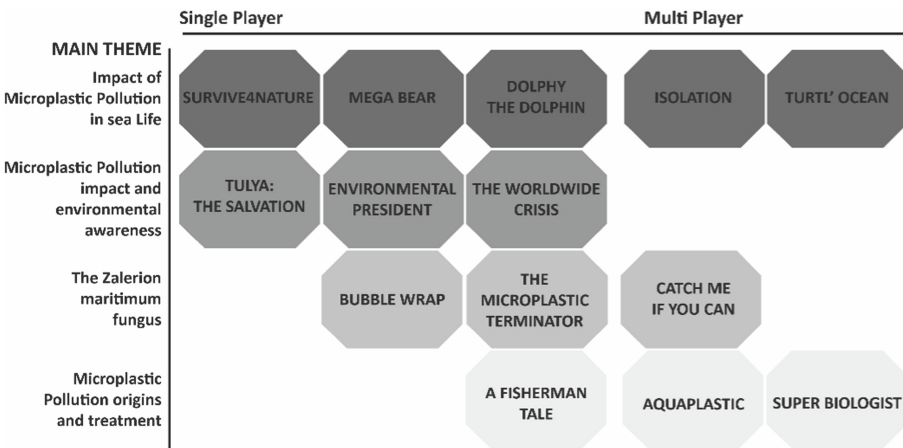 Single Player
Multi Player
MAIN THEME
Impact of
Microplastic Pollution
in sea Life
SURVIVE4NATURE
MEGA BEAR
DOLPHY
THE DOLPHIN
ISOLATION
TURTL' OCEAN
Microplastic Pollution
impact and
environmental
awareness
TULYA:
THE SALVATION
ENVIRONMENTAL
PRESIDENT
THE WORLDWIDE
CRISIS
The Zalerion
maritimum
fungus
BUBBLE WRAP
THE
MICROPLASTIC
TERMINATOR
CATCH ME
IF YOU CAN
Microplastic
Pollution origins
and treatment
A FISHERMAN
TALE
AQUAPLASTIC
SUPER BIOLOGIST